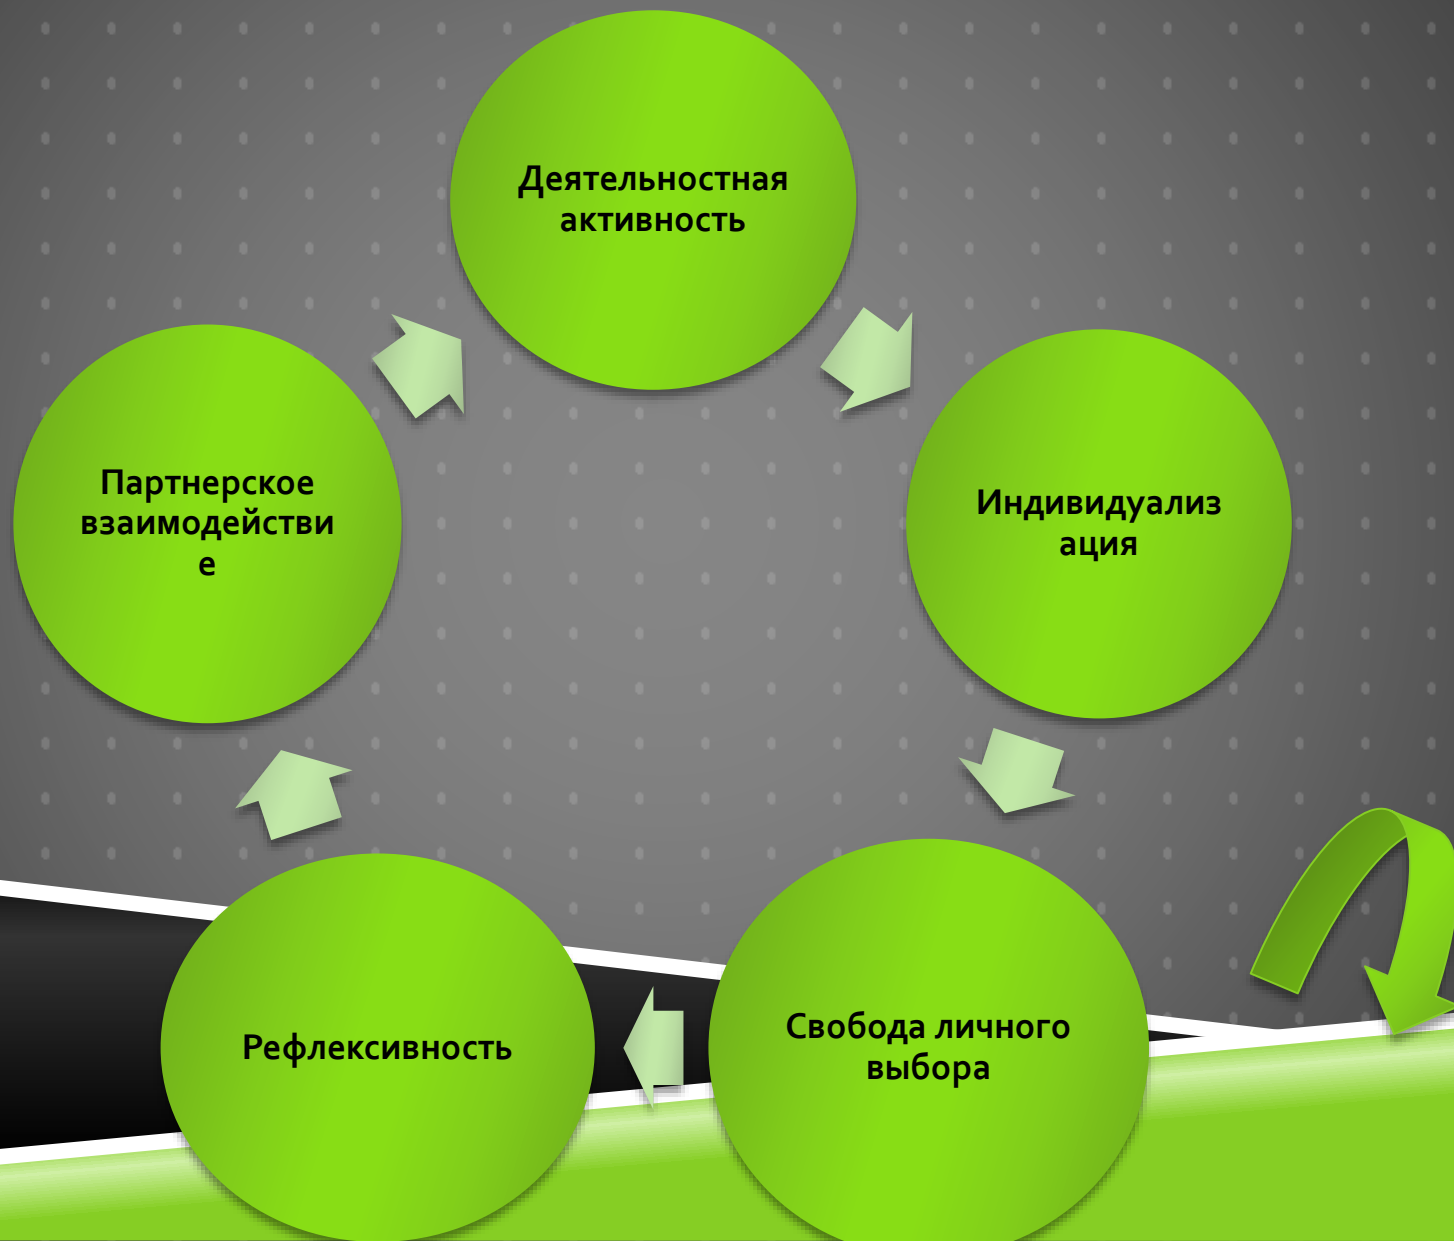 Деятельностная
активность
Партнерское
взаимодействи
е
Индивидуализ
ация
Рефлексивность
Свобода личного
выбора